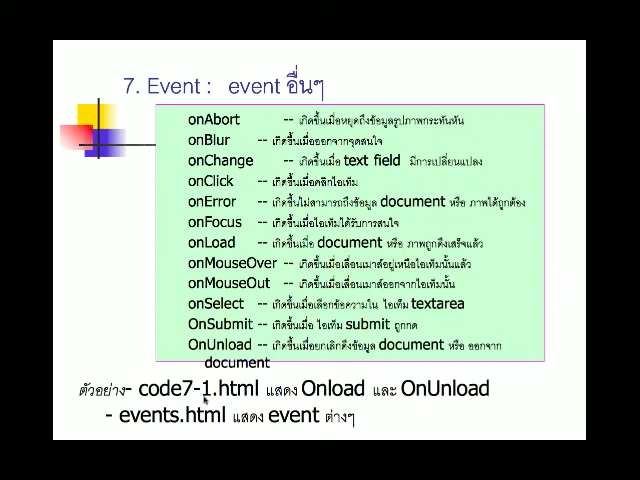 7. Event : event อื่นๆ
onAbort -- เกิดขึ้นเมื่อหยุดถึงข้อมูลรูปภาพกระทันหัน
onBlur -- เกิดขึ้นเมื่อออกจากจุดสนใจ
onChange -- เกิดขึ้นเมื่อ text field มีการเปลี่ยนแปลง
onClick -- เกิดขึ้นเมื่อคลิกไอเท็ม
onError -- เกิดขึ้นไม่สามารถถึงข้อมูล document หรือ ภาพได้ถูกต้อง
onFocus -- เกิดขึ้นเมื่อไอเท็มได้รับการสนใจ
onLoad -- เกิดขึ้นเมื่อ document หรือ ภาพถูกดึงเสร็จแล้ว
onMouseOver -- เกิดขึ้นเมื่อเลื่อนเมาส์อยู่เหนือไอเท็มนั้นแล้ว
onMouseOut -- เกิดขึ้นเมื่อเลื่อนเมาส์ออกจากไอเท็มนั้น
onSelect -- เกิดขึ้นเมื่อเลือกข้อความใน ไอเท็ม textarea
OnSubmit -- เกิดขึ้นเมื่อ ไอเท็ม submit ถูกกด
OnUnload -- เกิดขึ้นเมื่อยกเลิกดึงข้อมูล document หรือ ออกจาก
document
ตัวอย่าง- code7-1.html แสดง Onload และ OnUnload
- events.html แสดง event ต่างๆ